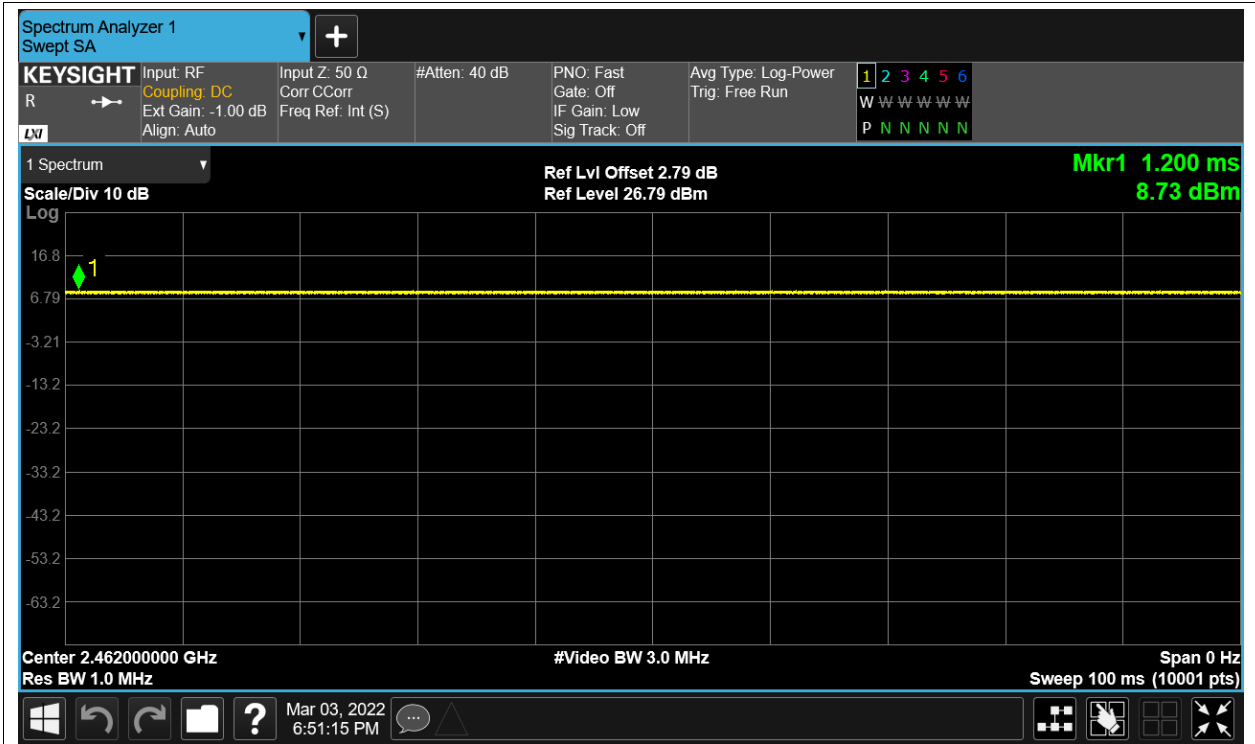 Spectrum Analyzer 1
Swept SA
+
KEYSIGHT
R
LXI
Input: RF
Coupling: DC
Ext Gain: -1.00 dB
Align: Auto
Input Z: 50 Ω
Corr CCorr
Freq Ref: Int (S)
#Atten: 40 dB
PNO: Fast
Gate: Off
IF Gain: Low
Sig Track: Off
Avg Type: Log-Power
Trig: Free Run
1 2 3 4 5 6
W W W W W W
P N N N N N
1 Spectrum
Scale/Div 10 dB
Ref Lvl Offset 2.79 dB
Ref Level 26.79 dBm
Mkr1 1.200 ms
8.73 dBm
Log
16.8
1
6.79
-3.21
-13.2
-23.2
-33.2
-43.2
-53.2
-63.2
Center 2.462000000 GHz
#Video BW 3.0 MHz
Span 0 Hz
Res BW 1.0 MHz
Sweep 100 ms (10001 pts)
?
Mar 03, 2022
6:51:15 PM